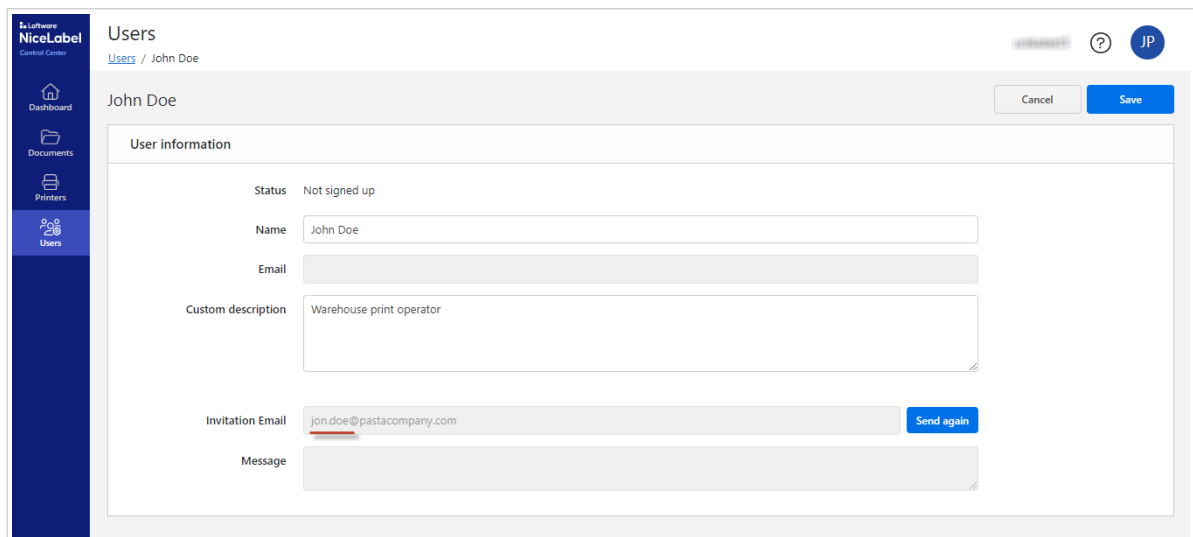 Loftware
NiceLabel
Control Center
Dashboard
Documents
Printers
Users
Users
Users / John Doe
?
JP
John Doe
Cancel
Save
User information
Status Not signed up
Name John Doe
Email
Custom description Warehouse print operator
Invitation Email jon.doe@pastacompany.com Send again
Message